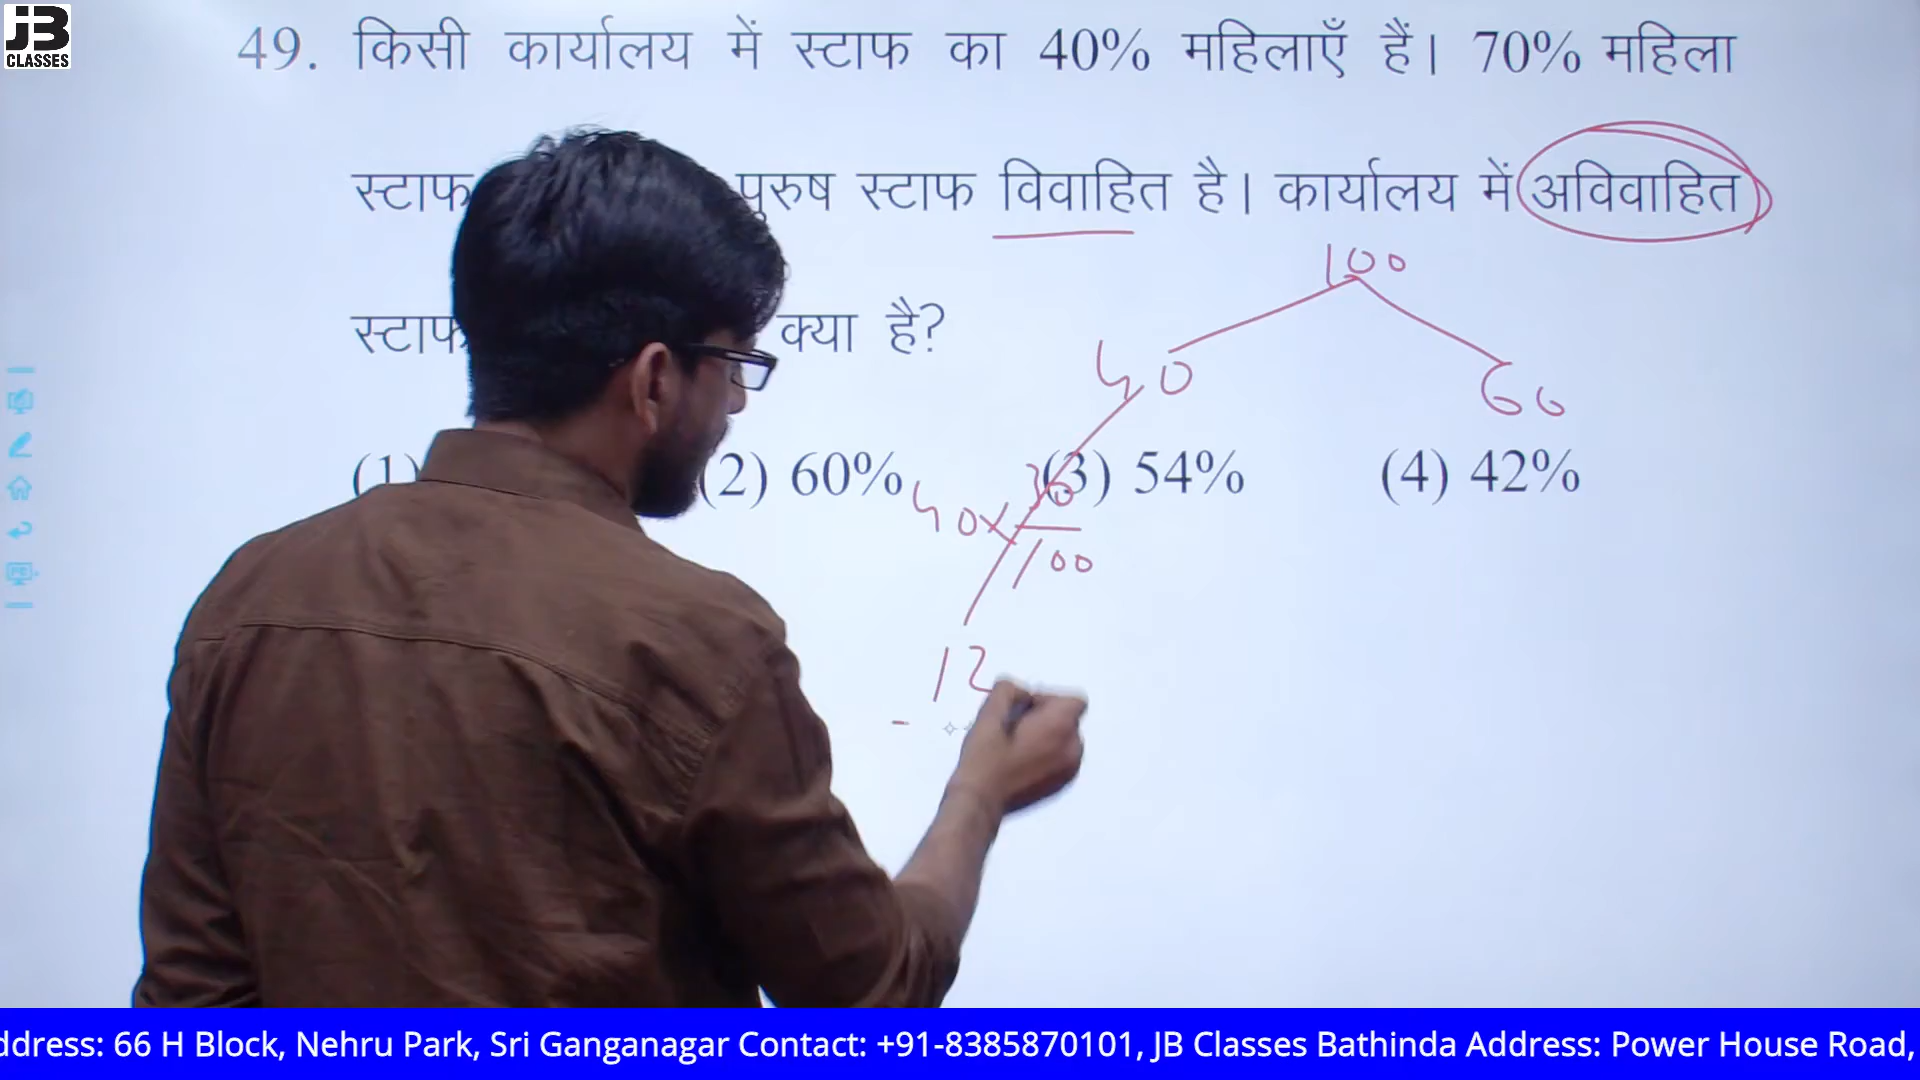 JB
CLASSES
49. किसी कार्यालय में स्टाफ का 40% महिलाएँ हैं। 70% महिला
स्टाफ पुरुष स्टाफ विवाहित है। कार्यालय में अविवाहित
स्टाफ क्या है?
100
40 60
(1) (2) 60% (3) 54% (4) 42%
40× 30
100
12
ddress: 66 H Block, Nehru Park, Sri Ganganagar Contact: +91-8385870101, JB Classes Bathinda Address: Power House Road,